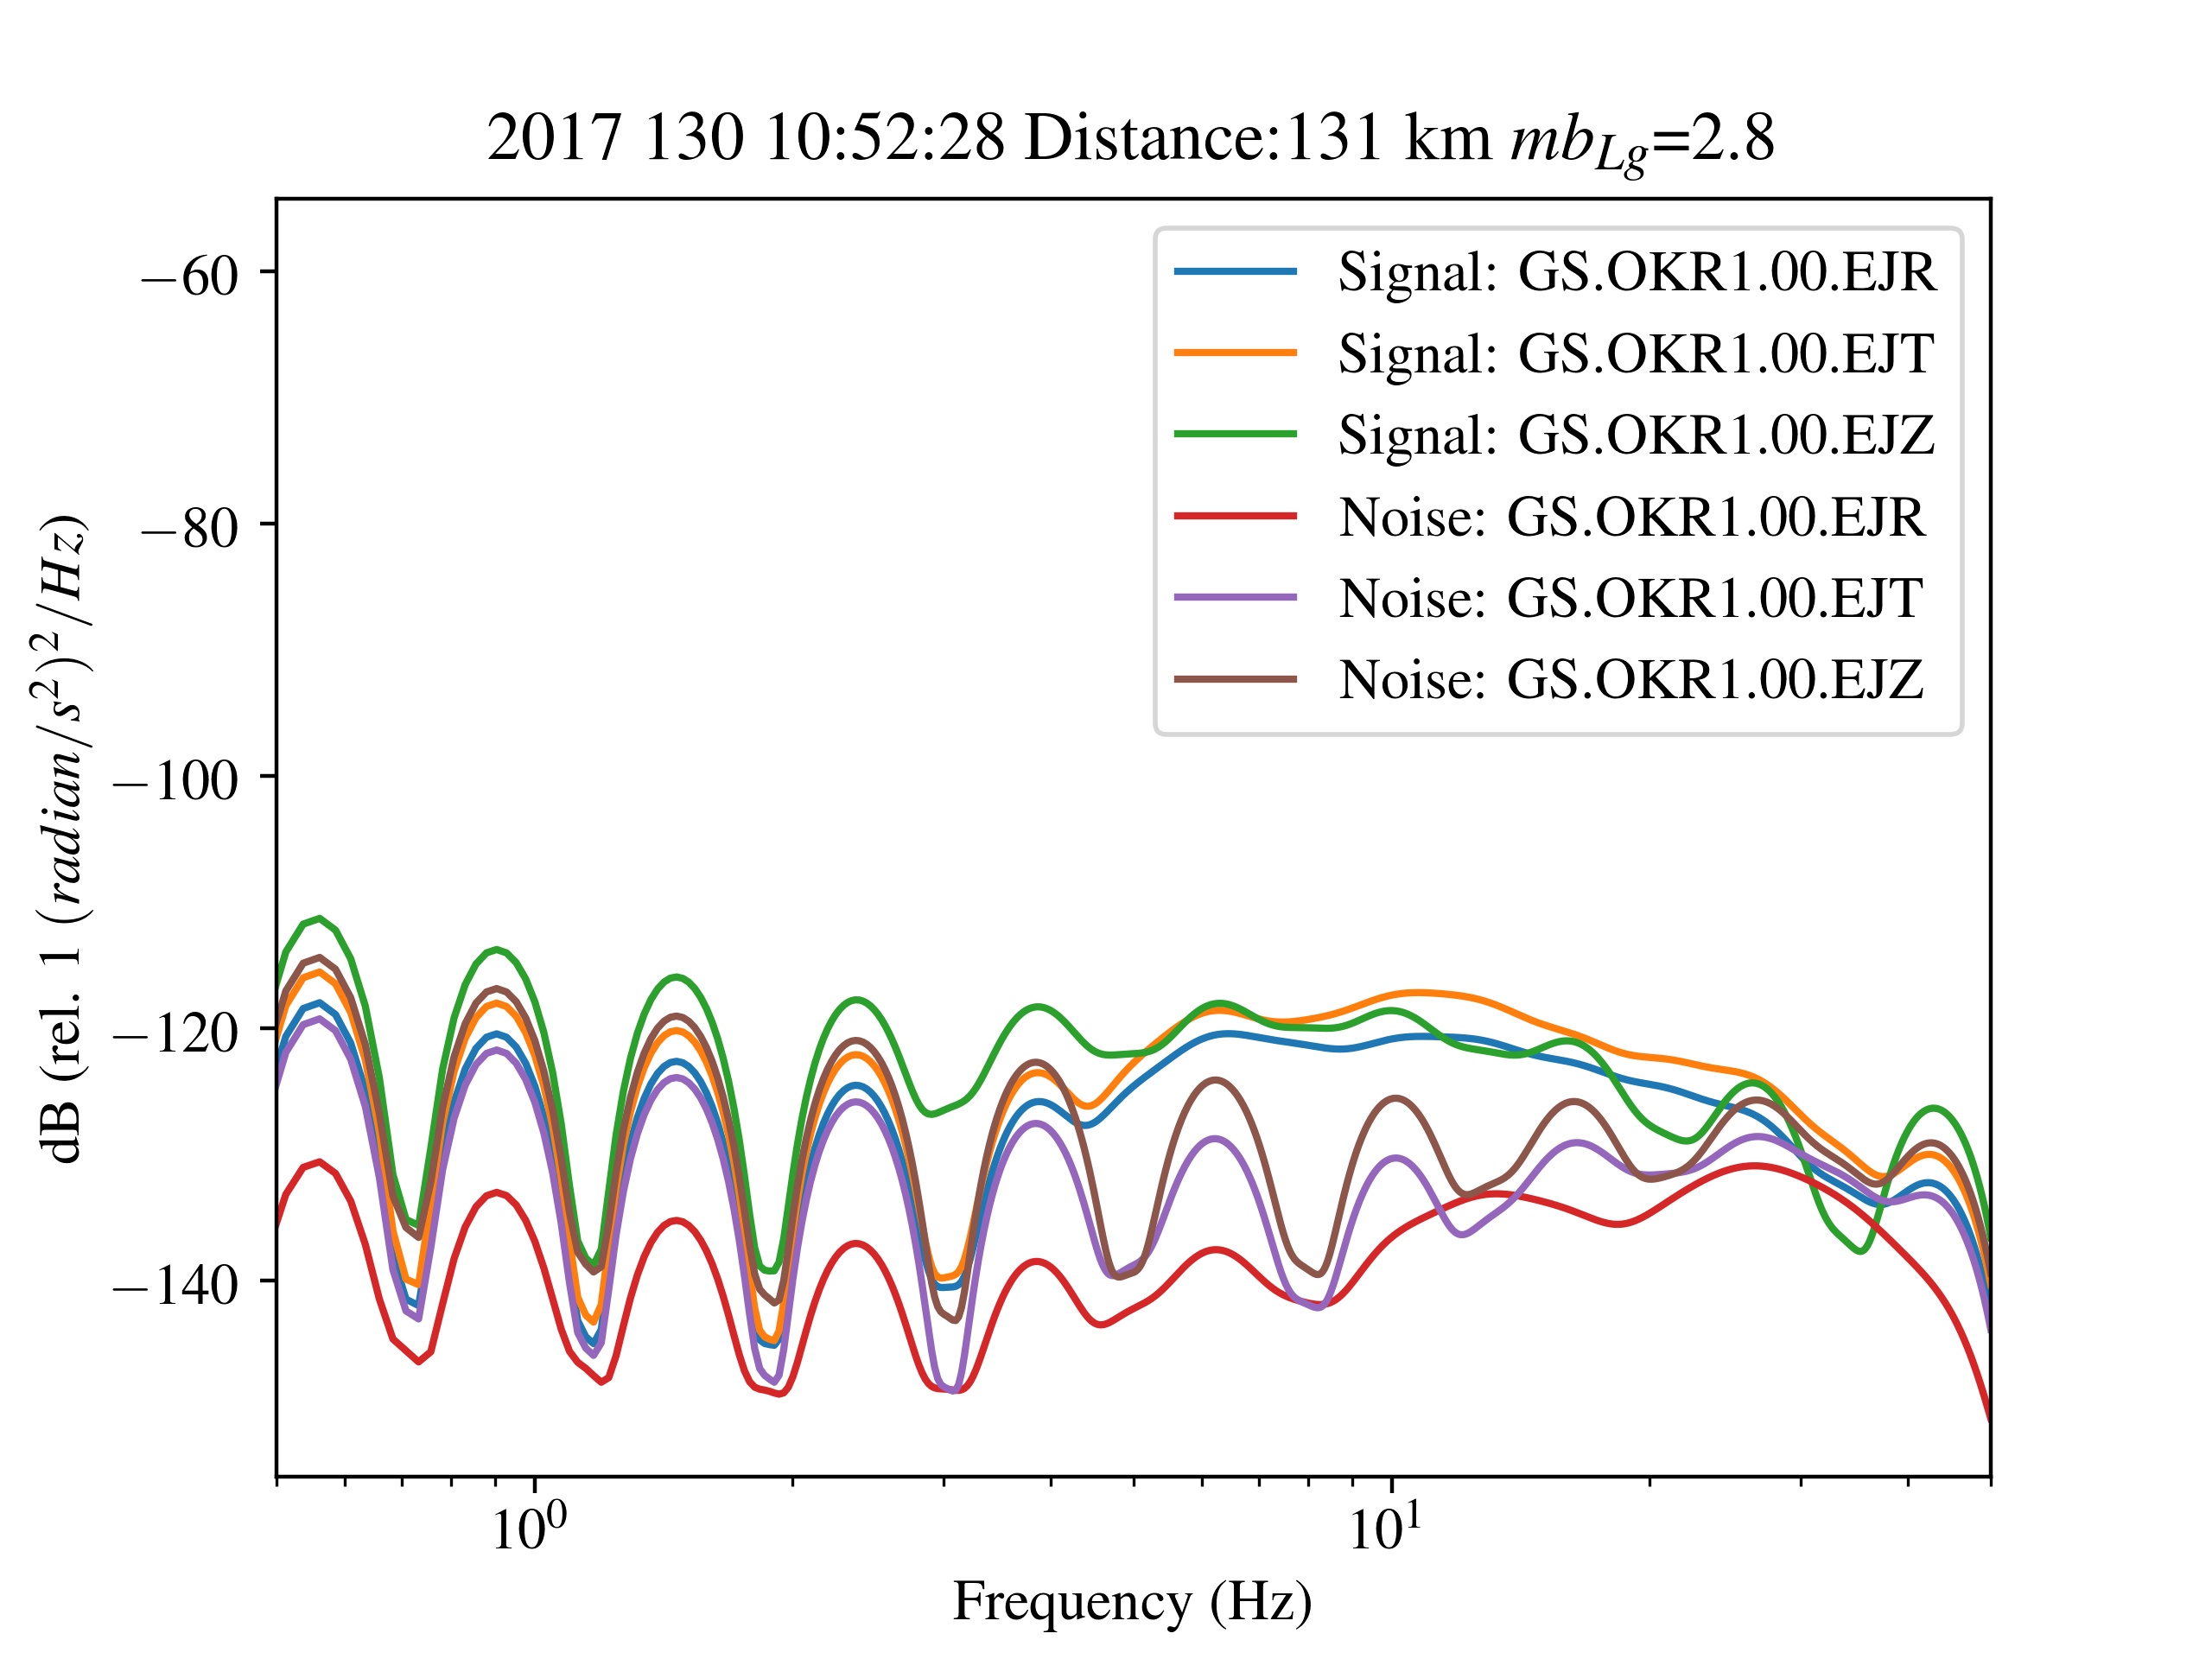 2017 130 10:52:28 Distance:131 km mb_{Lg}=2.8
Signal: GS.OKR1.00.EJR
Signal: GS.OKR1.00.EJT
Signal: GS.OKR1.00.EJZ
Noise: GS.OKR1.00.EJR
Noise: GS.OKR1.00.EJT
Noise: GS.OKR1.00.EJZ
dB (rel. 1 (radian/s²)²/Hz)
−60
−80
−100
−120
−140
10⁰
10¹
Frequency (Hz)